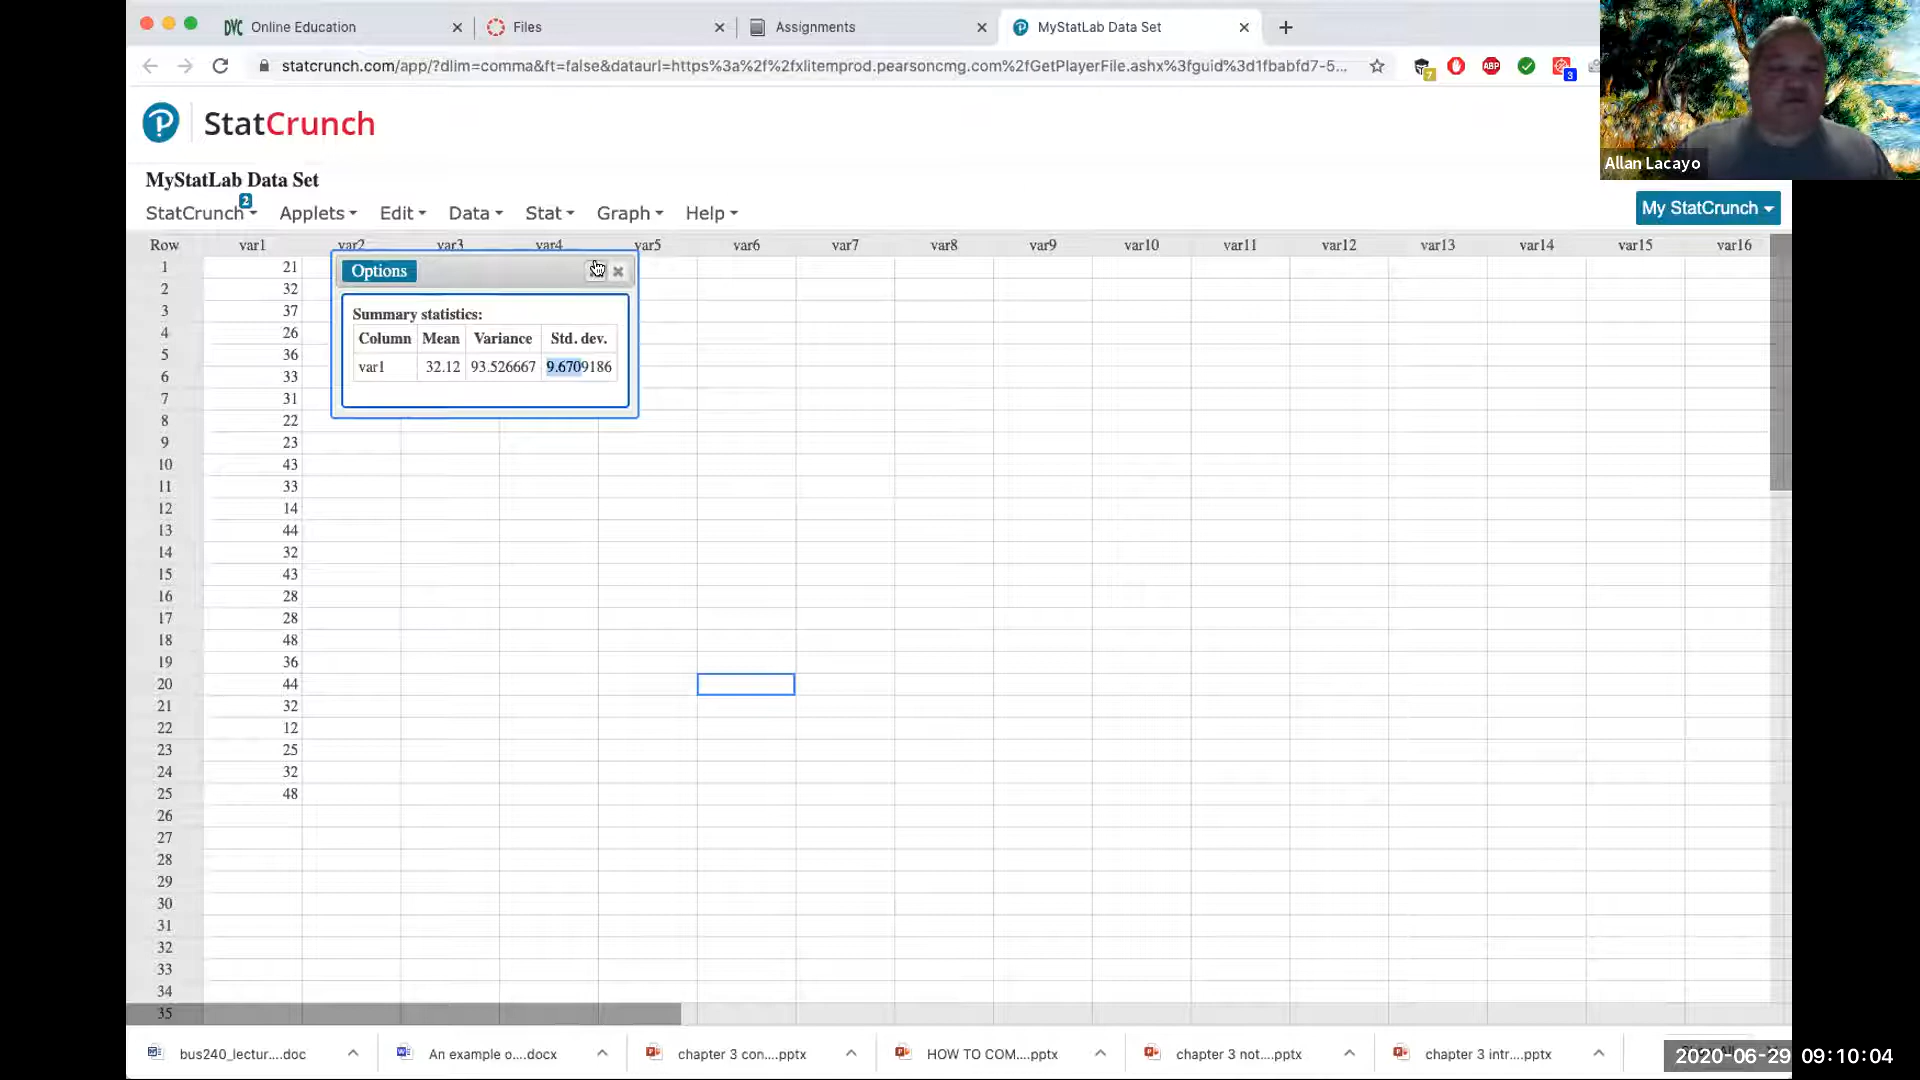 DVC Online Education
Files
Assignments
MyStatLab Data Set
statcrunch.com/app/?dlim=comma&ft=false&dataurl=https%3a%2f%2fxlitemprod.pearsoncmg.com%2fGetPlayerFile.ashx%3fguid%3d1fbabfd7-5...
7
ABP
3
Allan Lacayo
StatCrunch
MyStatLab Data Set
2
StatCrunch Applets Edit Data Stat Graph Help
My StatCrunch
Row var1 var2 var3 var4 var5 var6 var7 var8 var9 var10 var11 var12 var13 var14 var15 var16
Options
Summary statistics:
Column Mean Variance Std. dev.
var1 32.12 93.526667 9.6709186
1 21
2 32
3 37
4 26
5 36
6 33
7 31
8 22
9 23
10 43
11 33
12 14
13 44
14 32
15 43
16 28
17 28
18 48
19 36
20 44
21 32
22 12
23 25
24 32
25 48
26
27
28
29
30
31
32
33
34
35
bus240_lectur....doc
An example o....docx
chapter 3 con....pptx
HOW TO COM....pptx
chapter 3 not....pptx
chapter 3 intr....pptx
2020-06-29 09:10:04